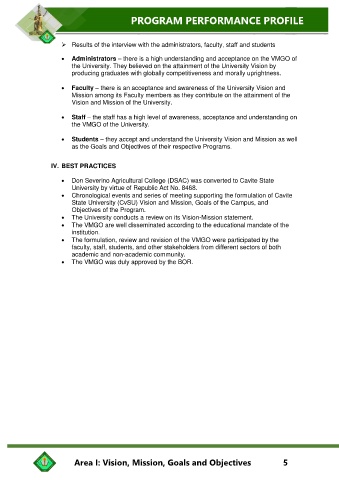 PROGRAM PERFORMANCE PROFILE
➢ Results of the interview with the administrators, faculty, staff and students
• Administrators – there is a high understanding and acceptance on the VMGO of
the University. They believed on the attainment of the University Vision by
producing graduates with globally competitiveness and morally uprightness.
• Faculty – there is an acceptance and awareness of the University Vision and
Mission among its Faculty members as they contribute on the attainment of the
Vision and Mission of the University.
• Staff – the staff has a high level of awareness, acceptance and understanding on
the VMGO of the University.
• Students – they accept and understand the University Vision and Mission as well
as the Goals and Objectives of their respective Programs.
IV. BEST PRACTICES
• Don Severino Agricultural College (DSAC) was converted to Cavite State
University by virtue of Republic Act No. 8468.
• Chronological events and series of meeting supporting the formulation of Cavite
State University (CvSU) Vision and Mission, Goals of the Campus, and
Objectives of the Program.
• The University conducts a review on its Vision-Mission statement.
• The VMGO are well disseminated according to the educational mandate of the
institution.
• The formulation, review and revision of the VMGO were participated by the
faculty, staff, students, and other stakeholders from different sectors of both
academic and non-academic community.
• The VMGO was duly approved by the BOR.
Area I: Vision, Mission, Goals and Objectives 5